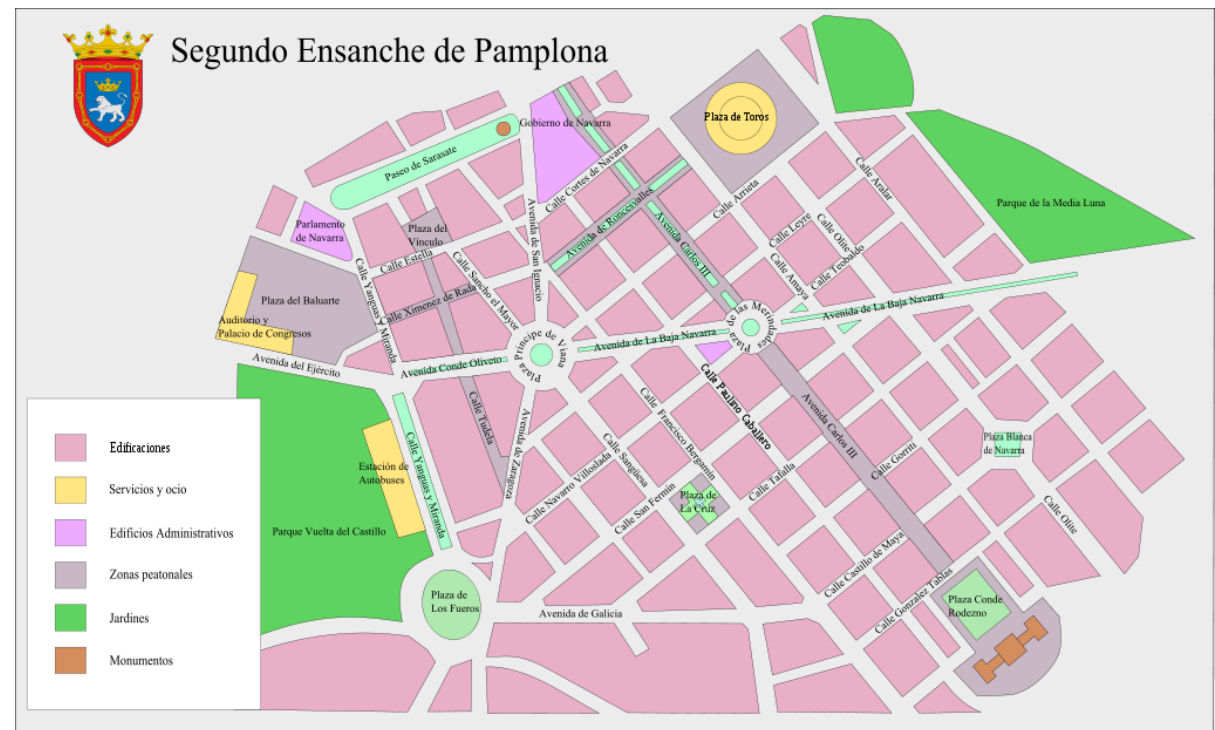 Segundo Ensanche de Pamplona
Gobierno de Navarra
Plaza de Toros
Paseo de Sarasate
Calle Cortes de Navarra
Calle Aralar
Calle Arrieta
Parque de la Media Luna
Avenida de San Ignacio
Avenida de Roncesvalles
Parlamento
de Navarra
Plaza del
Vinculo
Calle Leyre
Calle Olite
Calle Teobaldo
Calle Estella
Avenida Carlos III
Calle Sancho el Mayor
Calle Amaya
Calle Yanguas y Miranda
Plaza del Baluarte
Calle Ximenez de Rada
Auditorio y
Palacio de Congresos
Plaza de las Merindades
Avenida de La Baja Navarra
Avenida de La Baja Navarra
Plaza Principe de Viana
Avenida del Ejército
Avenida Conde Oliveto
Calle Paulino Caballero
Calle Tudela
Avenida de Zaragoza
Calle Francisco Bergamín
Avenida Carlos III
Calle Yanguas y Miranda
Calle Sangüesa
Plaza Blanca
de Navarra
Calle Gorriti
Estación de
Autobuses
Calle Navarro Villoslada
Calle San Fermín
Plaza de
La Cruz
Calle Tafalla
Calle Olite
Parque Vuelta del Castillo
Calle Castillo de Maya
Calle Gonzalez Tablas
Plaza de
Los Fueros
Avenida de Galicia
Plaza Conde
Rodezno
Edificaciones
Servicios y ocio
Edificios Administrativos
Zonas peatonales
Jardines
Monumentos